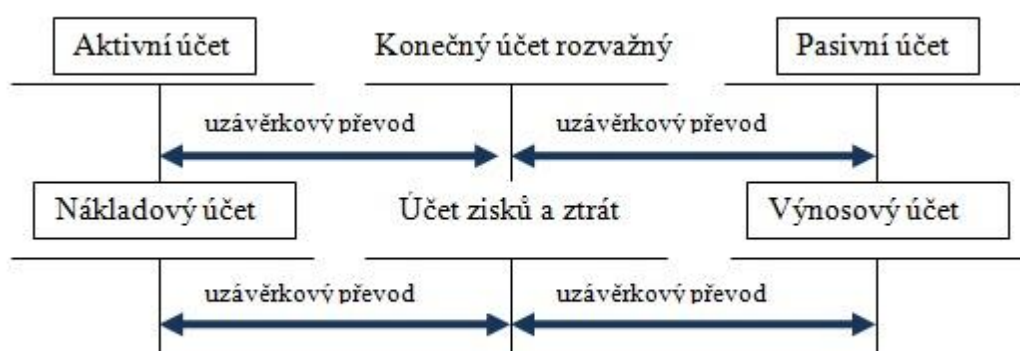 Aktivní účet Konečný účet rozvažný Pasivní účet
uzávěrkový převod uzávěrkový převod
Nákladový účet Účet zisků a ztrát Výnosový účet
uzávěrkový převod uzávěrkový převod